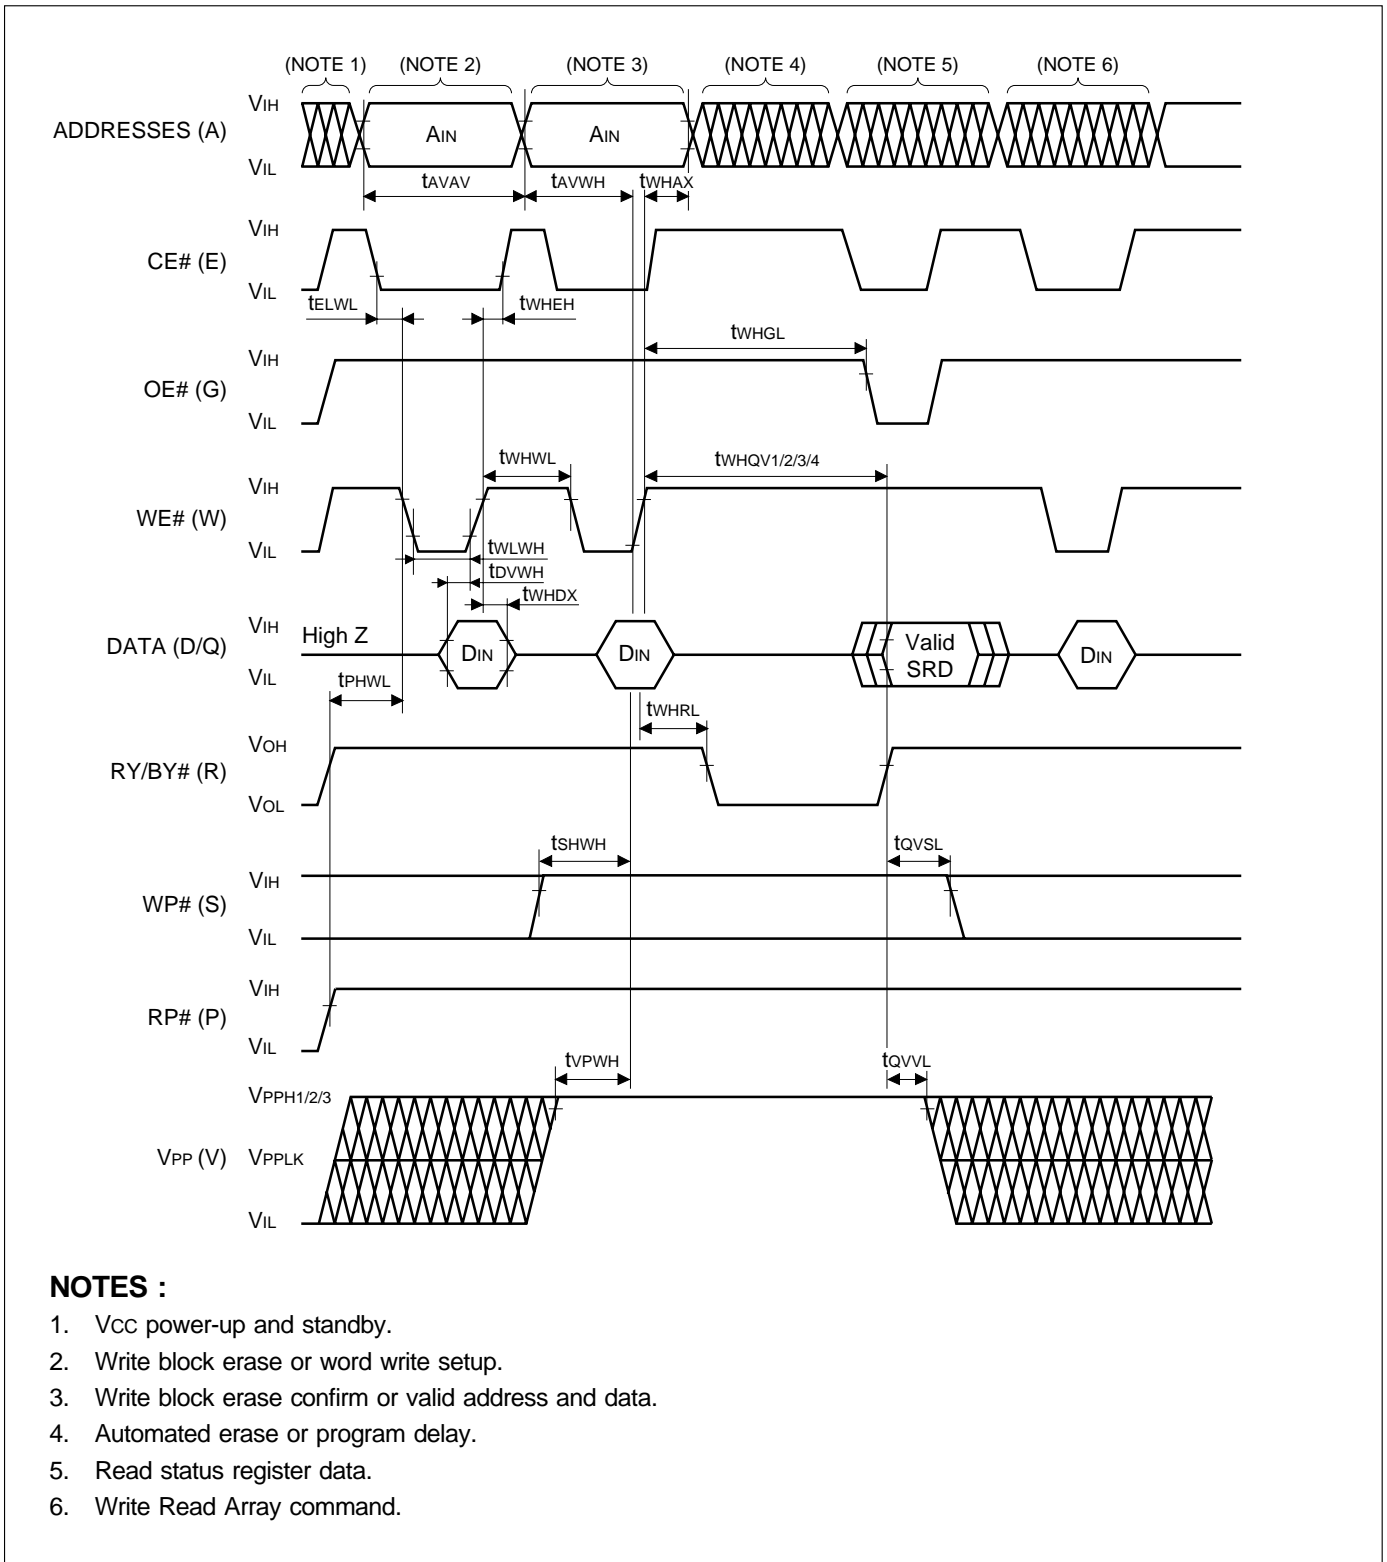 (NOTE 1) (NOTE 2) (NOTE 3) (NOTE 4) (NOTE 5) (NOTE 6)
VIH
ADDRESSES (A) AIN AIN
VIL
tAVAV tAVWH tWHAX
VIH
CE# (E)
VIL
tELWL tWHEH
tWHGL
VIH
OE# (G)
VIL
tWHWL tWHQV1/2/3/4
VIH
WE# (W)
VIL
tWLWH
tDVWH
tWHDX
VIH
High Z
DATA (D/Q) DIN DIN Valid SRD DIN
VIL
tPHWL
tWHRL
VOH
RY/BY# (R)
VOL
tSHWH tQVSL
VIH
WP# (S)
VIL
VIH
RP# (P)
VIL
tVPWH tQVVL
VPPH1/2/3
VPP (V) VPPLK
VIL
NOTES :
1. VCC power-up and standby.
2. Write block erase or word write setup.
3. Write block erase confirm or valid address and data.
4. Automated erase or program delay.
5. Read status register data.
6. Write Read Array command.